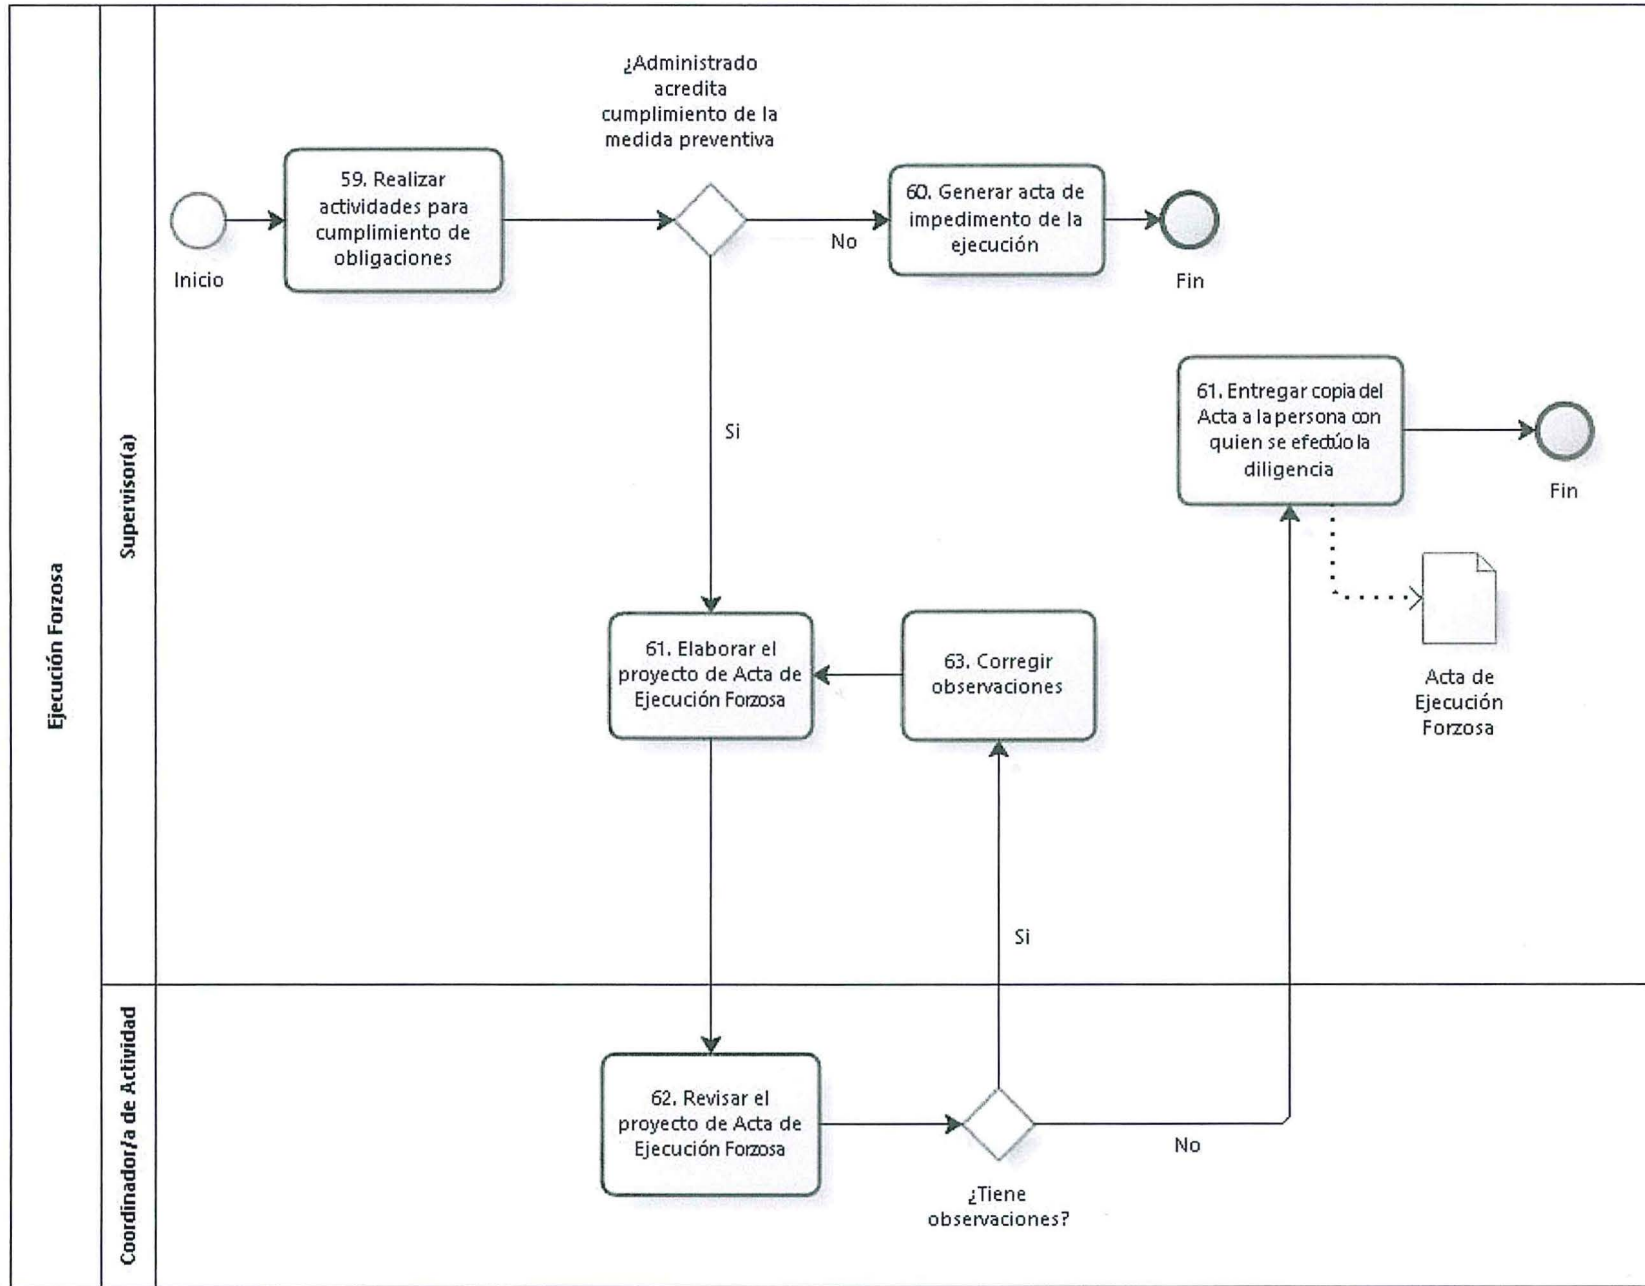 Ejecución Forzosa
Supervisor(a)
¿Administrado
acredita
cumplimiento de la
medida preventiva
59. Realizar
actividades para
cumplimiento de
obligaciones
Inicio
No
60. Generar acta de
impedimento de la
ejecución
Fin
Si
61. Entregar copia del
Acta a la persona con
quien se efectúo la
diligencia
Fin
61. Elaborar el
proyecto de Acta de
Ejecución Forzosa
63. Corregir
observaciones
Acta de
Ejecución
Forzosa
Si
Coordinador/a de Actividad
62. Revisar el
proyecto de Acta de
Ejecución Forzosa
No
¿Tiene
observaciones?